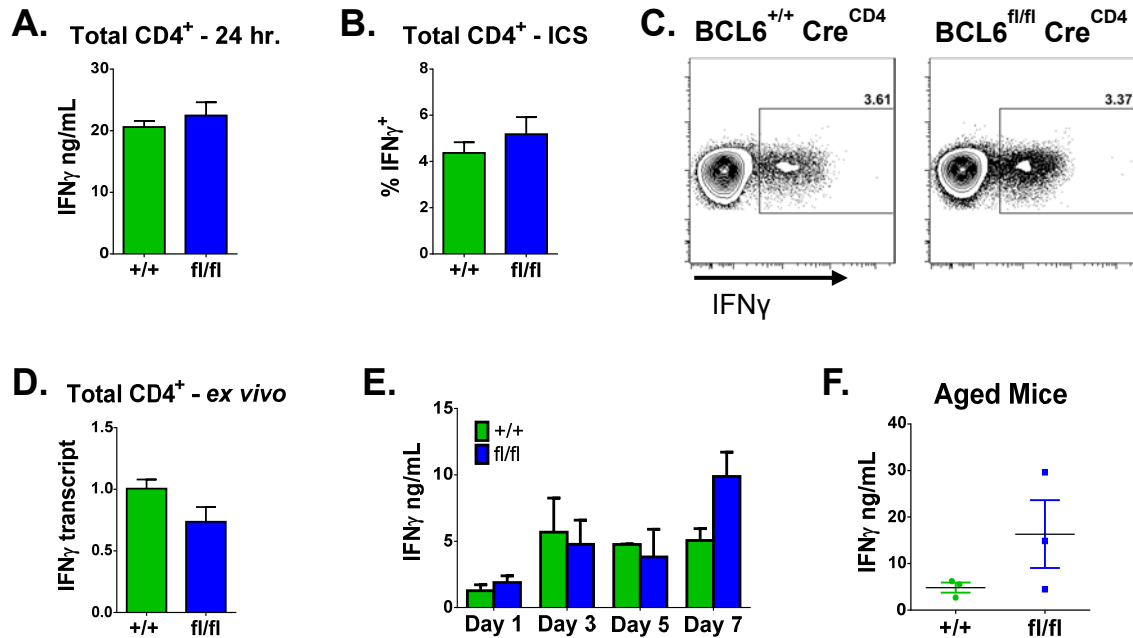 A.
Total CD4⁺ - 24 hr.
IFNγ ng/mL
30
20
10
0
+/+
fl/fl
B.
Total CD4⁺ - ICS
% IFNγ⁺
8
6
4
2
0
+/+
fl/fl
C.
BCL6⁺/⁺ Creᶜᴰ⁴
BCL6ᶠˡ/ᶠˡ Creᶜᴰ⁴
3.61
3.37
IFNγ
D.
Total CD4⁺ - ex vivo
IFNγ transcript
1.5
1.0
0.5
0.0
+/+
fl/fl
E.
IFNγ ng/mL
15
10
5
0
+/+
fl/fl
Day 1
Day 3
Day 5
Day 7
F.
Aged Mice
IFNγ ng/mL
40
30
20
10
0
+/+
fl/fl